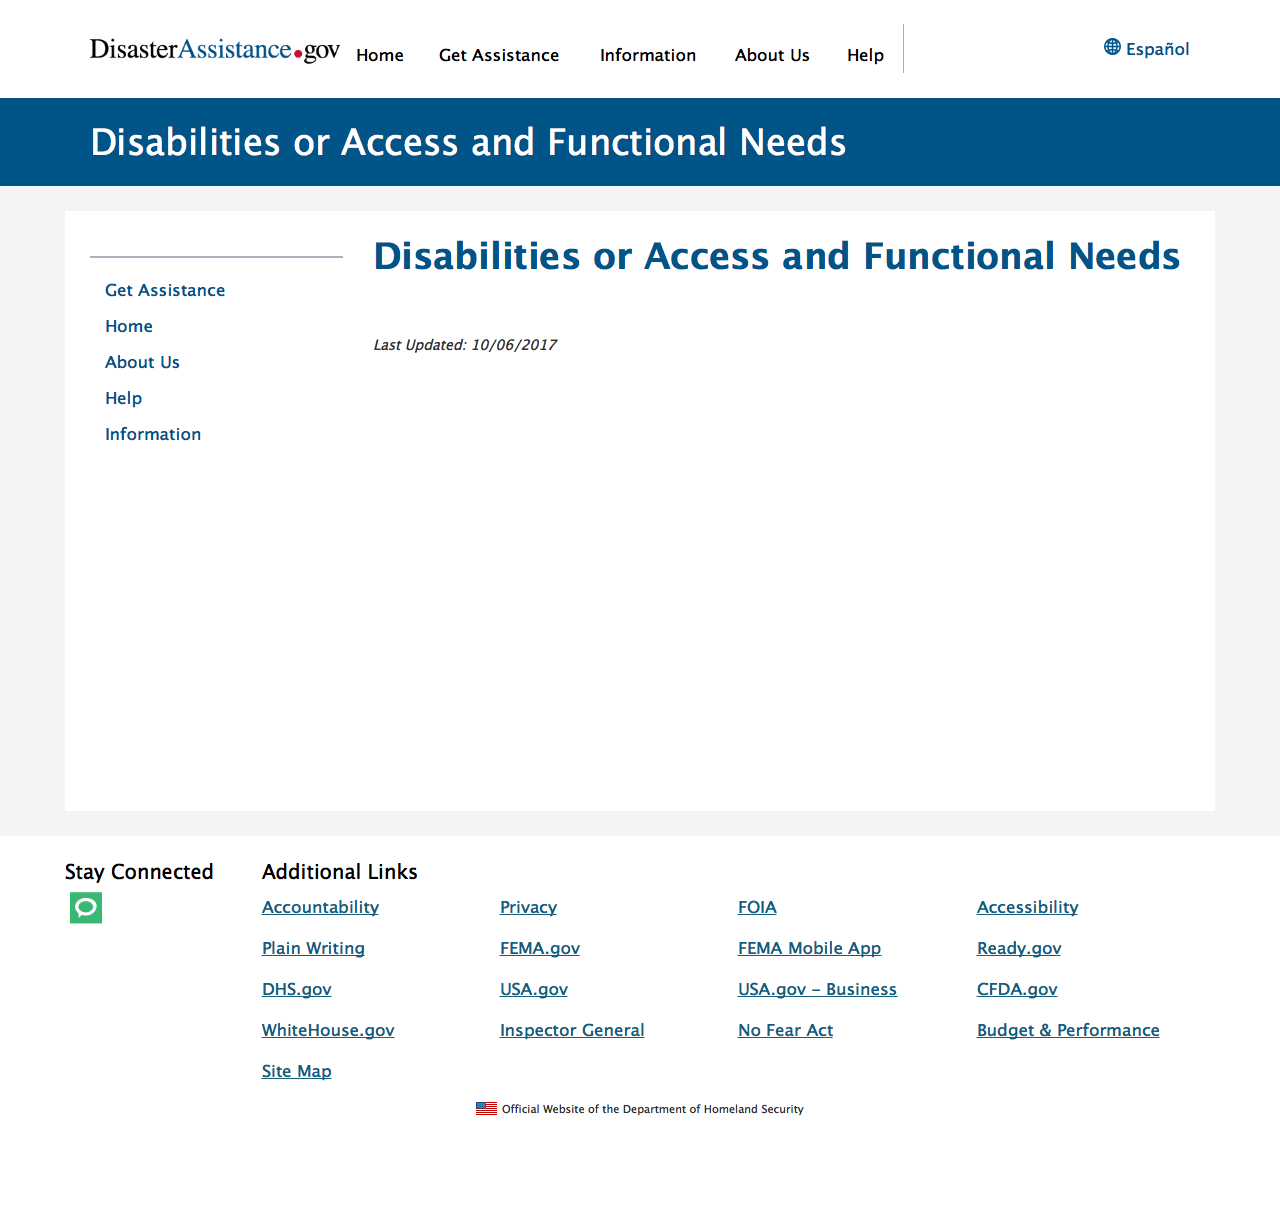 DisasterAssistance.gov Home Get Assistance Information About Us Help Español
Disabilities or Access and Functional Needs
Disabilities or Access and Functional Needs
Get Assistance
Home
About Us
Help
Information
Last Updated: 10/06/2017
Stay Connected
Additional Links
Accountability Privacy FOIA Accessibility
Plain Writing FEMA.gov FEMA Mobile App Ready.gov
DHS.gov USA.gov USA.gov – Business CFDA.gov
WhiteHouse.gov Inspector General No Fear Act Budget & Performance
Site Map
Official Website of the Department of Homeland Security